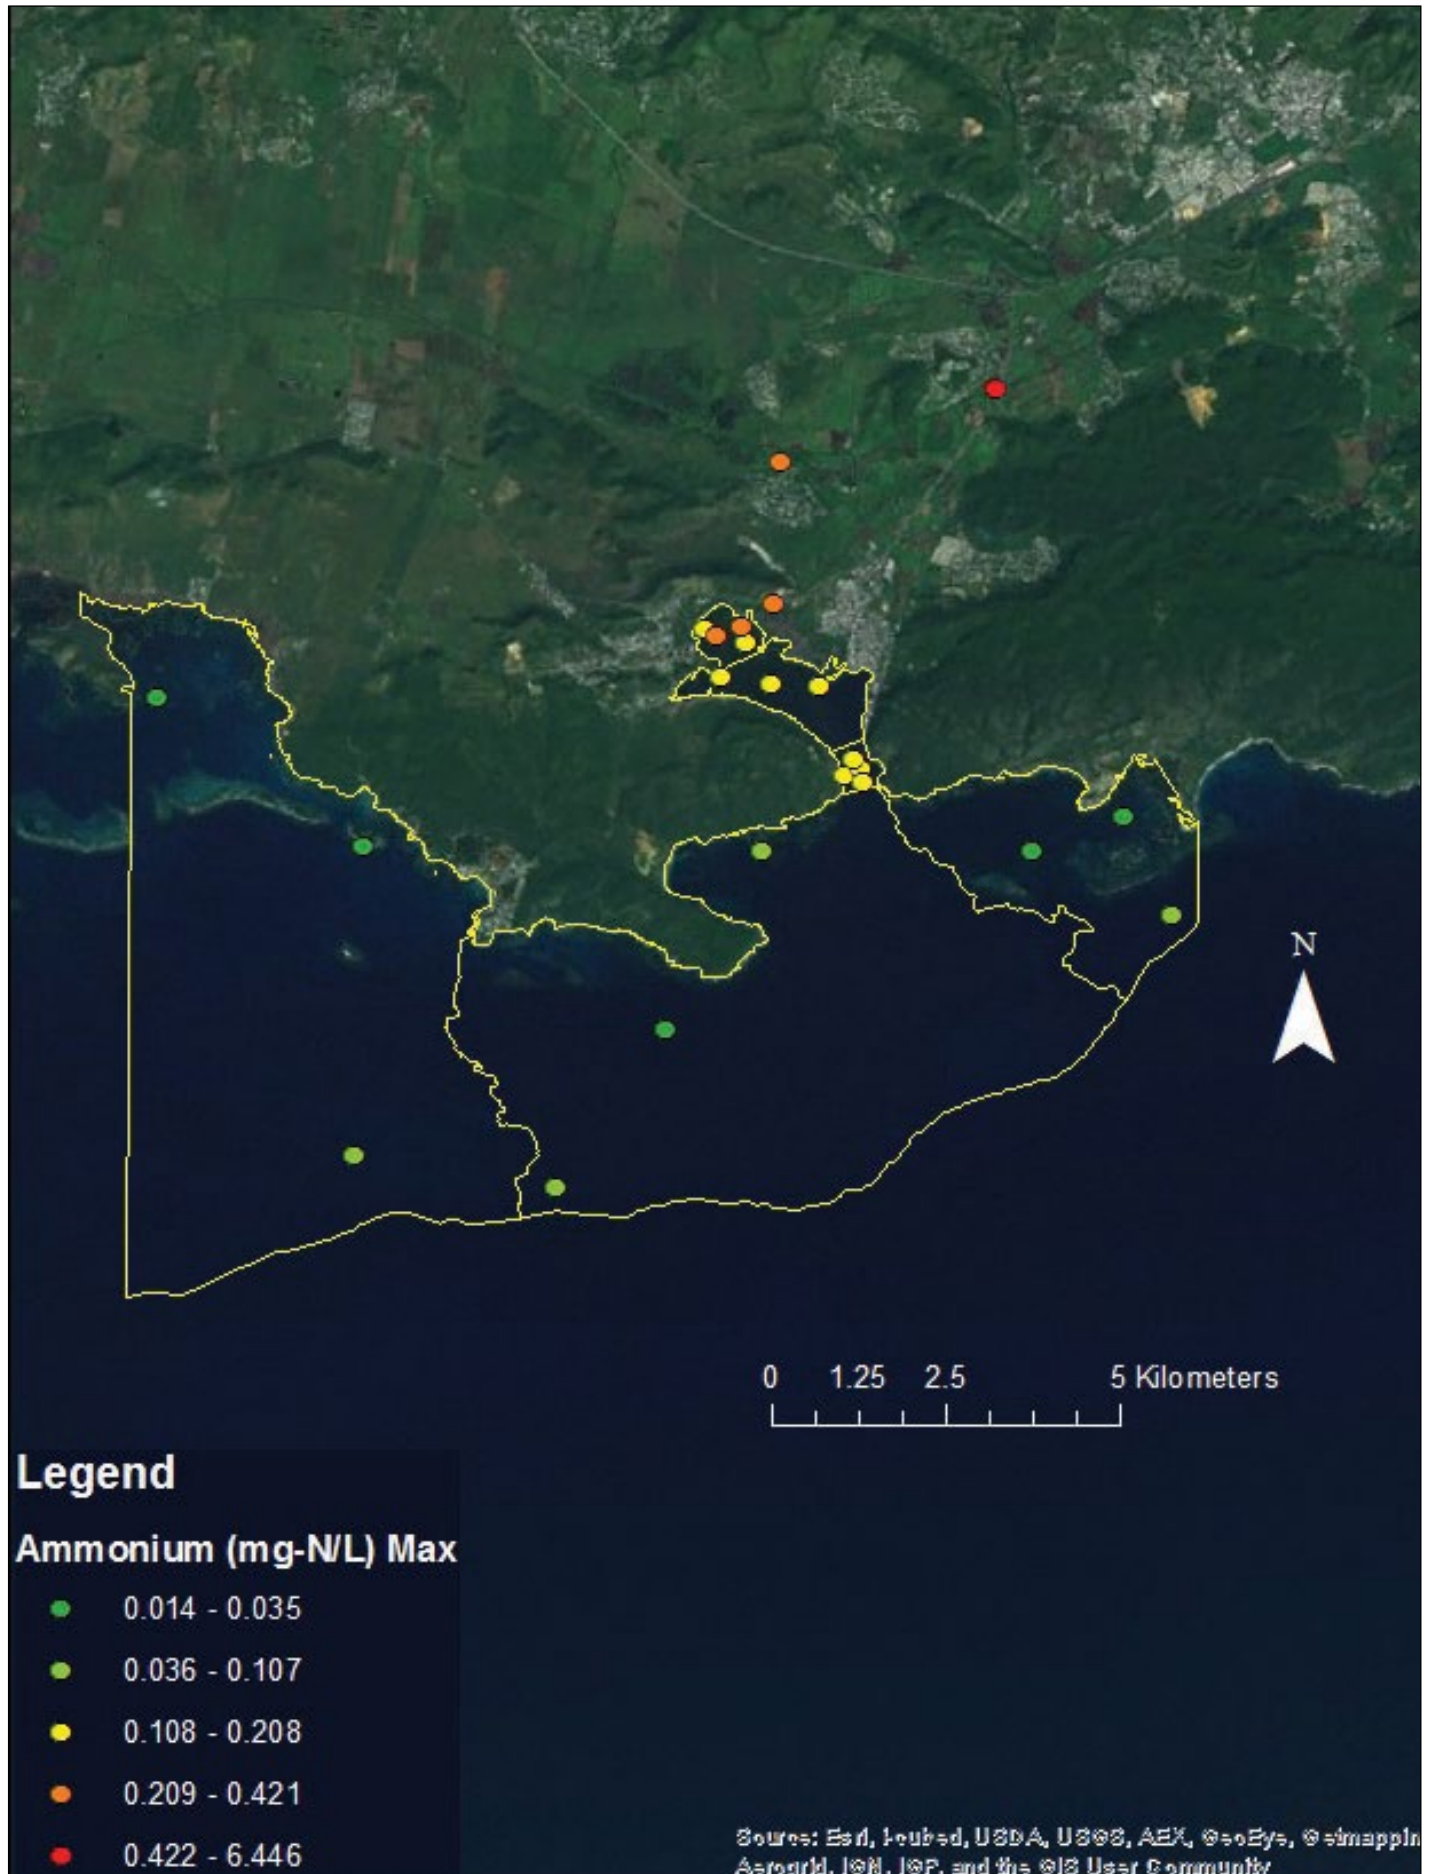 N
0 1.25 2.5 5 Kilometers
Legend
Ammonium (mg-N/L) Max
0.014 - 0.035
0.036 - 0.107
0.108 - 0.208
0.209 - 0.421
0.422 - 6.446
Source: Esri, i-cubed, USDA, USGS, AEX, GeoEye, Getmappin
Aerogrid, IGN, IGP, and the GIS User Community